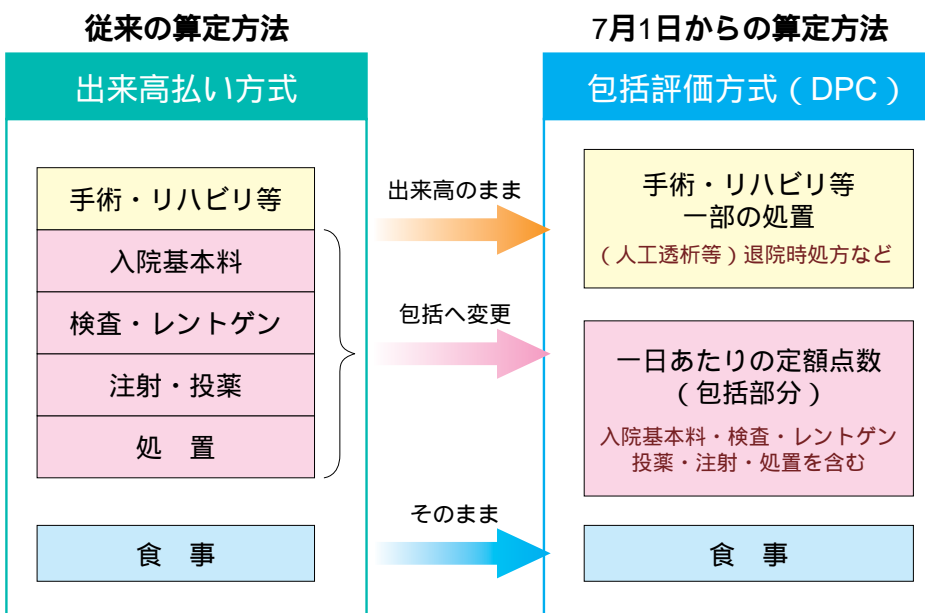 従来の算定方法
出来高払い方式
手術・リハビリ等
入院基本料
検査・レントゲン
注射・投薬
処　置
食　事
出来高のまま
包括へ変更
そのまま
7月1日からの算定方法
包括評価方式（DPC）
手術・リハビリ等
一部の処置
（人工透析等）退院時処方など
一日あたりの定額点数
（包括部分）
入院基本料・検査・レントゲン
投薬・注射・処置を含む
食　事